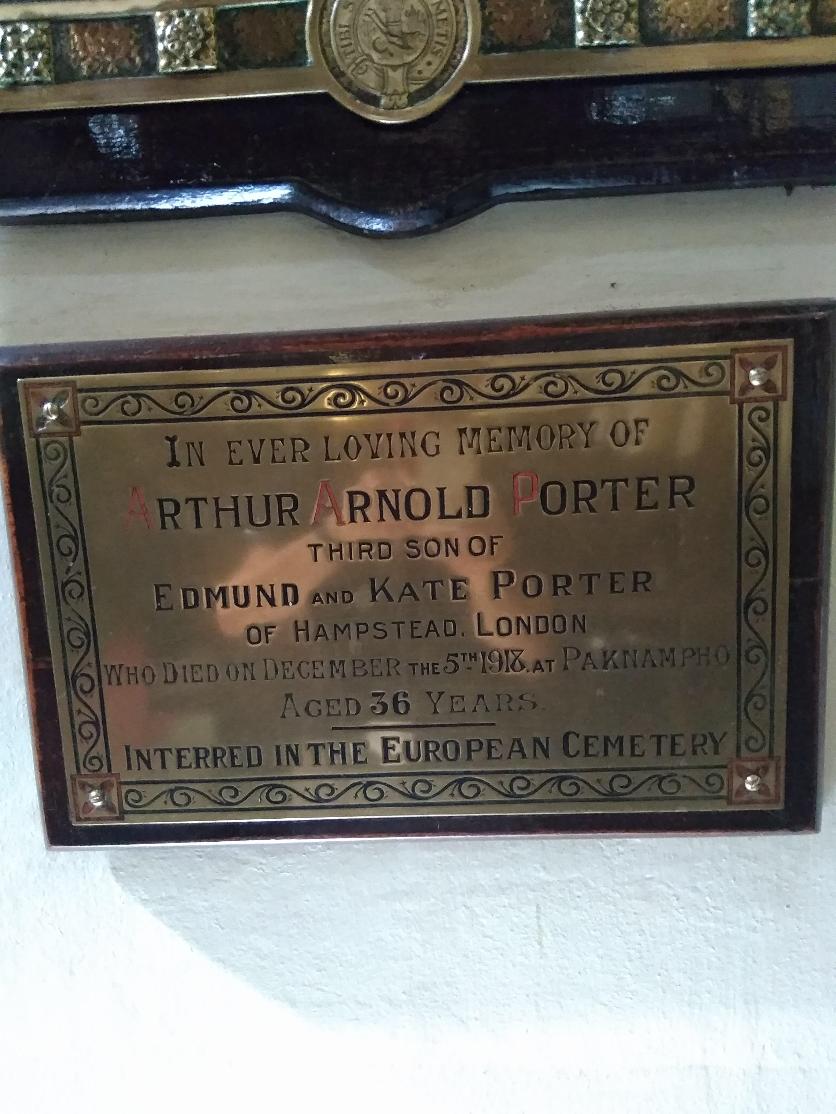 IN EVER LOVING MEMORY OF
ARTHUR ARNOLD PORTER
THIRD SON OF
EDMUND AND KATE PORTER
OF HAMPSTEAD, LONDON
WHO DIED ON DECEMBER THE 5TH 1918. AT PAKNAMPHO
AGED 36 YEARS.
INTERRED IN THE EUROPEAN CEMETERY